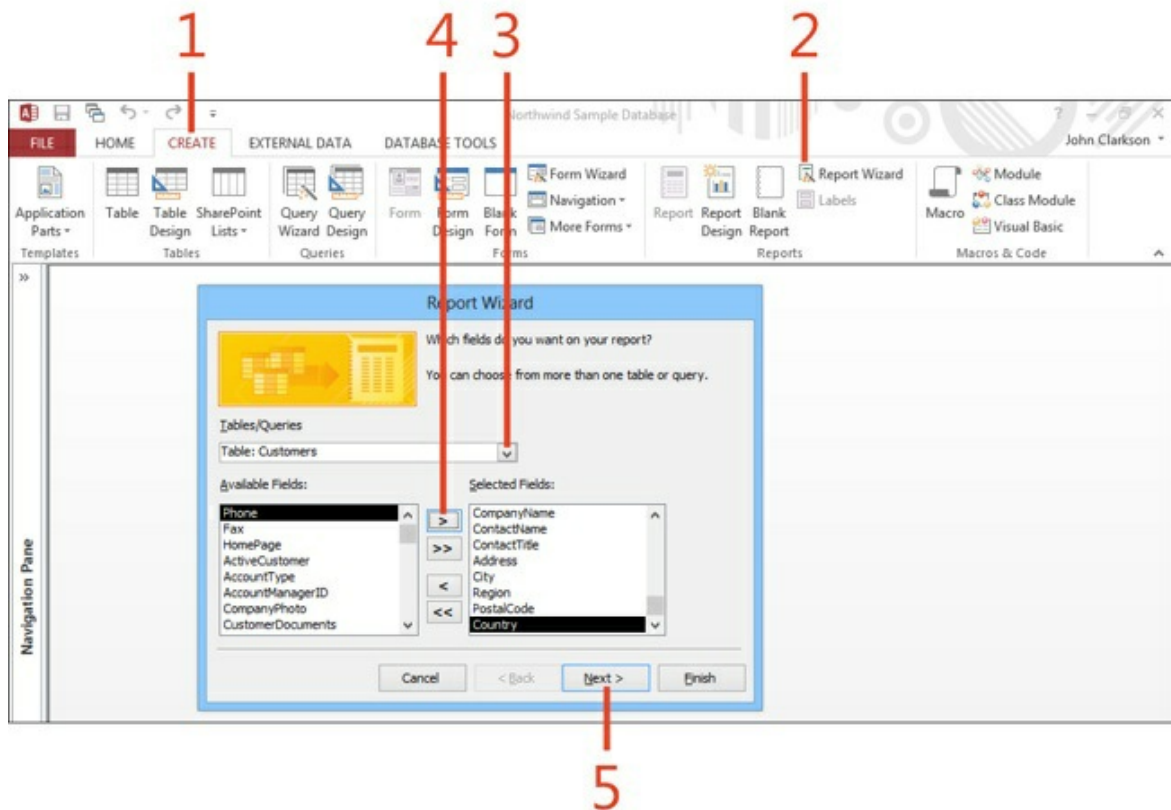 1 4 3 2
Northwind Sample Database ?
FILE HOME CREATE EXTERNAL DATA DATABASE TOOLS John Clarkson
Application Parts
Table
Table Design
SharePoint Lists
Query Wizard
Query Design
Form
Form Design
Blank Form
Form Wizard
Navigation
More Forms
Report
Report Design
Blank Report
Report Wizard
Labels
Macro
Module
Class Module
Visual Basic
Templates Tables Queries Forms Reports Macros & Code
»
Navigation Pane
Report Wizard
Which fields do you want on your report?
You can choose from more than one table or query.
Tables/Queries
Table: Customers
Available Fields:
Phone
Fax
HomePage
ActiveCustomer
AccountType
AccountManagerID
CompanyPhoto
CustomerDocuments
>
>>
<
<<
Selected Fields:
CompanyName
ContactName
ContactTitle
Address
City
Region
PostalCode
Country
Cancel < Back Next > Finish
5